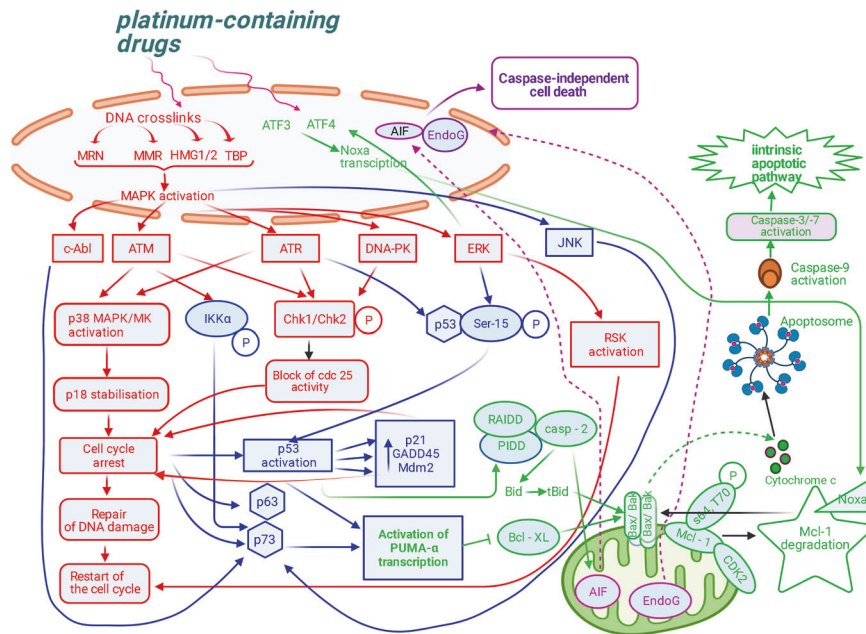 platinum-containing
drugs
Caspase-independent
cell death
DNA crosslinks
MRN
MMR
HMG1/2
TBP
MAPK activation
ATF3
ATF4
Noxa
transciption
AIF
EndoG
iintrinsic
apoptotic
pathway
Caspase-3/-7
activation
Caspase-9
activation
Apoptosome
Cytochrome c
c-Abl
ATM
ATR
DNA-PK
ERK
JNK
p38 MAPK/MK
activation
IKKα
P
Chk1/Chk2
P
p53
Ser-15
P
RSK
activation
p18 stabilisation
Block of cdc 25
activity
Cell cycle
arrest
p53
activation
p21
GADD45
Mdm2
RAIDD
PIDD
casp - 2
Bid
tBid
Repair
of DNA damage
p63
p73
Activation of
PUMA-α
transcription
Bcl - XL
Bax/ Bak
Bax/ Bak
Mcl - 1
s64, T70
P
CDK2
Noxa
Mcl-1
degradation
Restart of
the cell cycle
AIF
EndoG